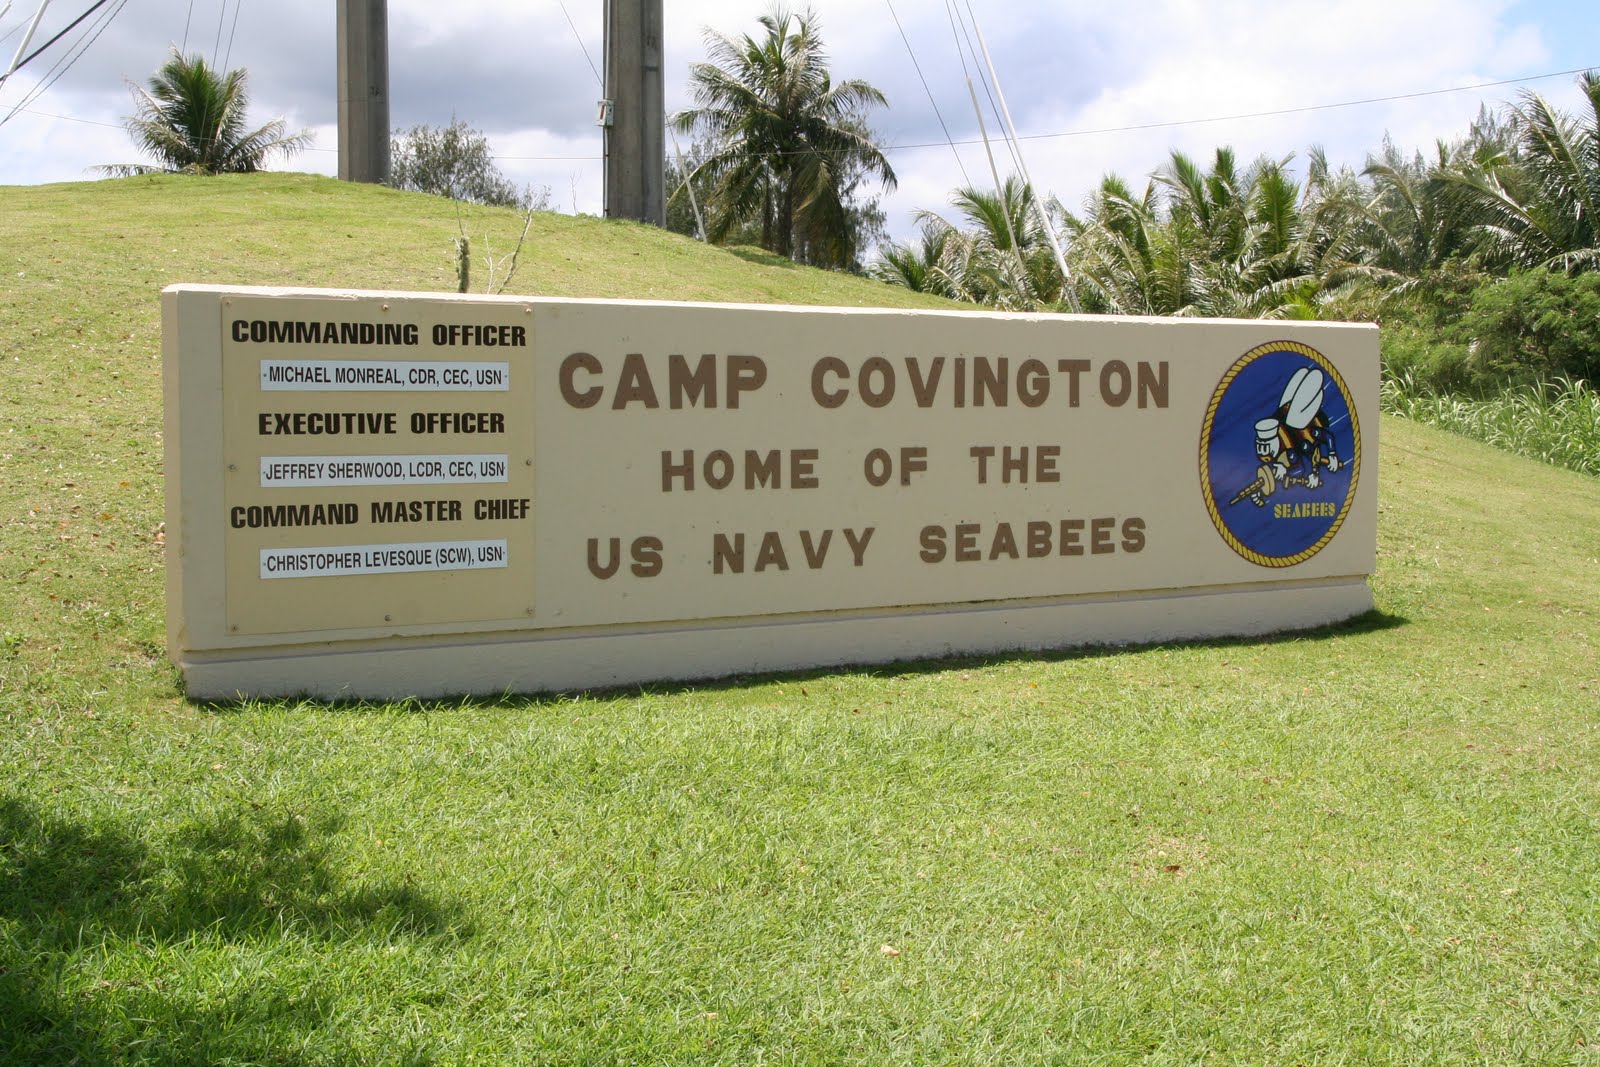 COMMANDING OFFICER
MICHAEL MONREAL, CDR, CEC, USN
EXECUTIVE OFFICER
JEFFREY SHERWOOD, LCDR, CEC, USN
COMMAND MASTER CHIEF
CHRISTOPHER LEVESQUE (SCW), USN
CAMP COVINGTON
HOME OF THE
US NAVY SEABEES
SEABEES